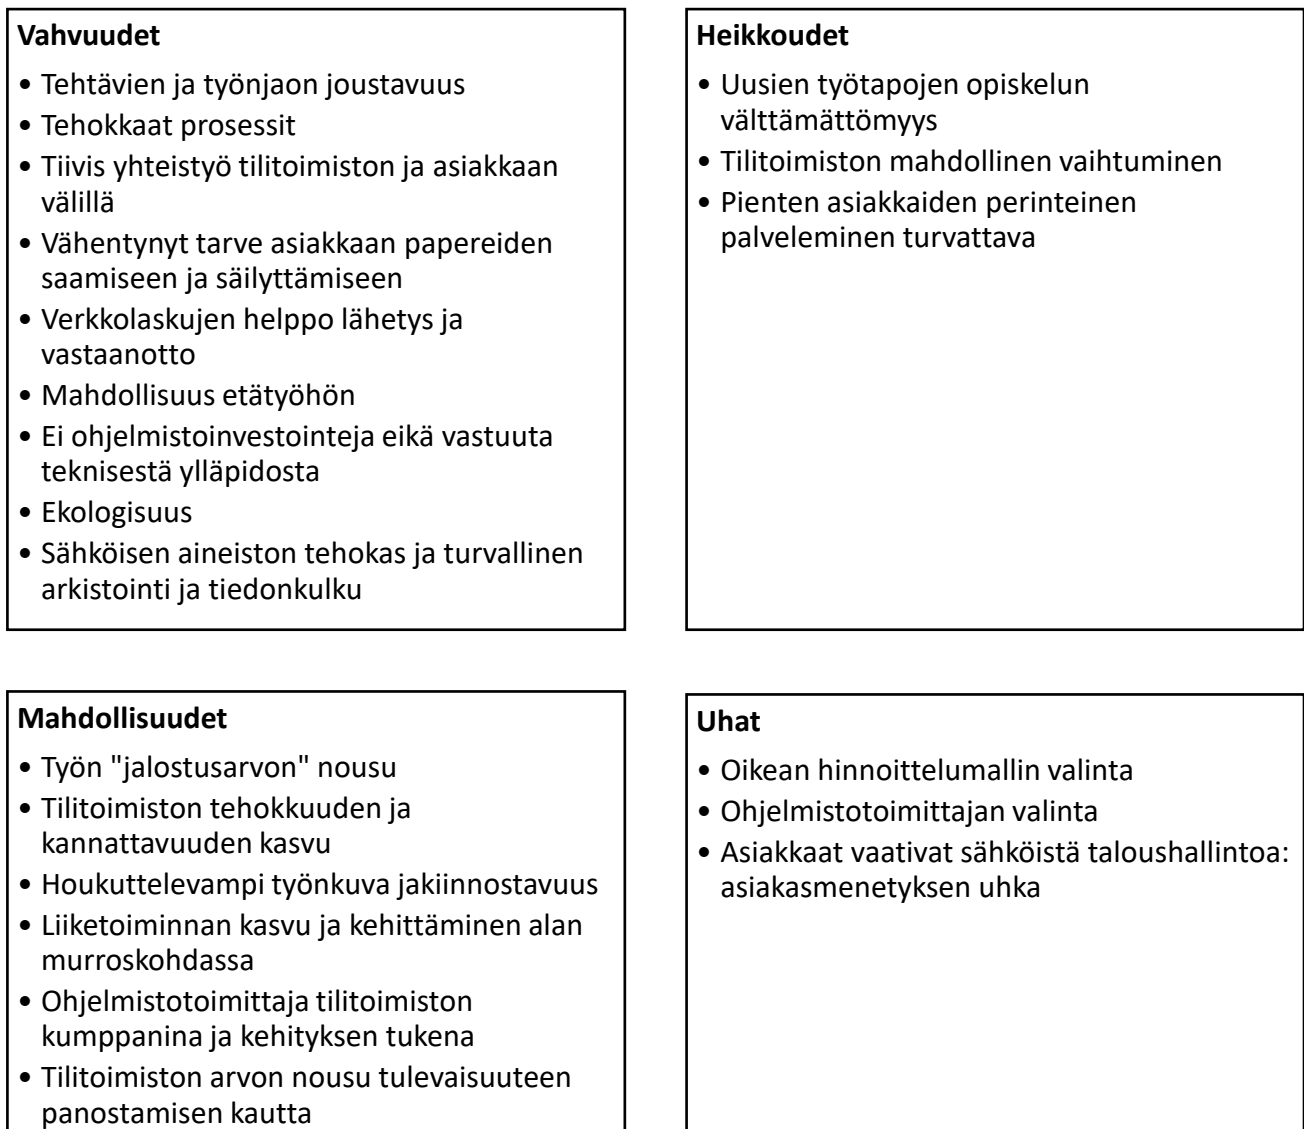 Vahvuudet
• Tehtävien ja työnjaon joustavuus
• Tehokkaat prosessit
• Tiivis yhteistyö tilitoimiston ja asiakkaan
välillä
• Vähentynyt tarve asiakkaan papereiden
saamiseen ja säilyttämiseen
• Verkkolaskujen helppo lähetys ja
vastaanotto
• Mahdollisuus etätyöhön
• Ei ohjelmistoinvestointeja eikä vastuuta
teknisestä ylläpidosta
• Ekologisuus
• Sähköisen aineiston tehokas ja turvallinen
arkistointi ja tiedonkulku
Heikkoudet
• Uusien työtapojen opiskelun
välttämättömyys
• Tilitoimiston mahdollinen vaihtuminen
• Pienten asiakkaiden perinteinen
palveleminen turvattava
Mahdollisuudet
• Työn "jalostusarvon" nousu
• Tilitoimiston tehokkuuden ja
kannattavuuden kasvu
• Houkuttelevampi työnkuva jakiinnostavuus
• Liiketoiminnan kasvu ja kehittäminen alan
murroskohdassa
• Ohjelmistotoimittaja tilitoimiston
kumppanina ja kehityksen tukena
• Tilitoimiston arvon nousu tulevaisuuteen
panostamisen kautta
Uhat
• Oikean hinnoittelumallin valinta
• Ohjelmistotoimittajan valinta
• Asiakkaat vaativat sähköistä taloushallintoa:
asiakasmenetyksen uhka